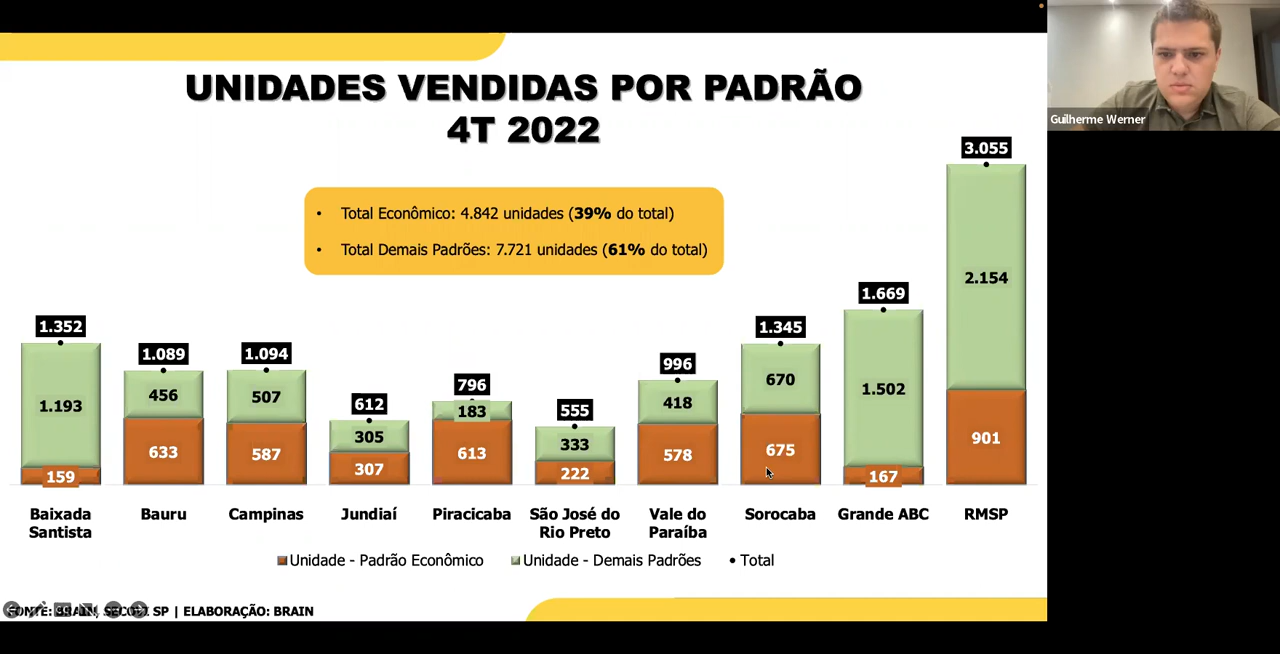 UNIDADES VENDIDAS POR PADRÃO
4T 2022
Guilherme Werner
• Total Econômico: 4.842 unidades (39% do total)
• Total Demais Padrões: 7.721 unidades (61% do total)
1.352
1.193
159
1.089
456
633
1.094
507
587
612
305
307
796
183
613
555
333
222
996
418
578
1.345
670
675
1.669
1.502
167
3.055
2.154
901
Baixada
Santista
Bauru
Campinas
Jundiaí
Piracicaba
São José do
Rio Preto
Vale do
Paraíba
Sorocaba
Grande ABC
RMSP
Unidade - Padrão Econômico
Unidade - Demais Padrões
• Total
FONTE: BRAIN, SECOVI SP | ELABORAÇÃO: BRAIN